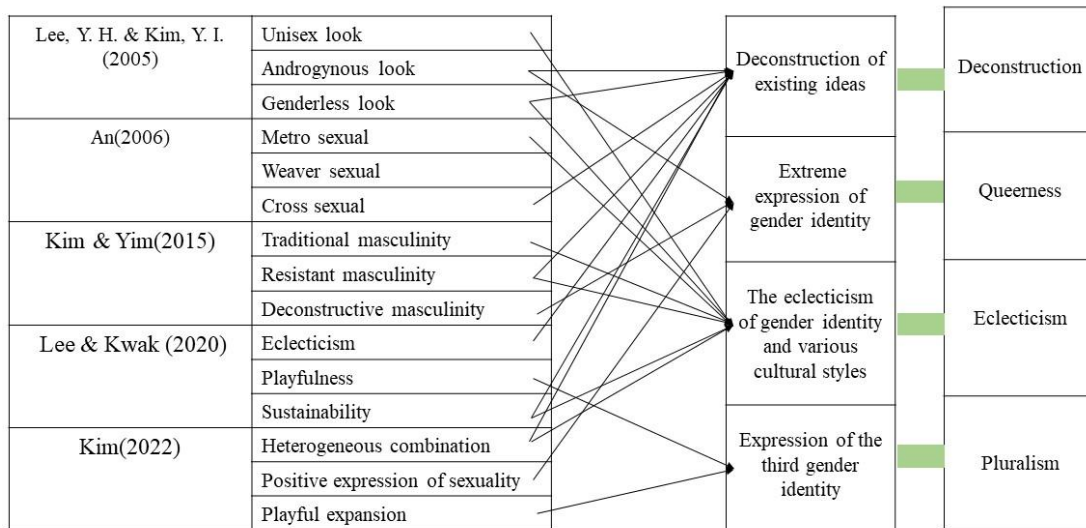 Lee, Y. H. & Kim, Y. I.
(2005)
Unisex look
Androgynous look
Genderless look
An(2006)
Metro sexual
Weaver sexual
Cross sexual
Kim & Yim(2015)
Traditional masculinity
Resistant masculinity
Deconstructive masculinity
Lee & Kwak (2020)
Eclecticism
Playfulness
Sustainability
Kim(2022)
Heterogeneous combination
Positive expression of sexuality
Playful expansion
Deconstruction of
existing ideas
Extreme
expression of
gender identity
The eclecticism
of gender identity
and various
cultural styles
Expression of the
third gender
identity
Deconstruction
Queerness
Eclecticism
Pluralism